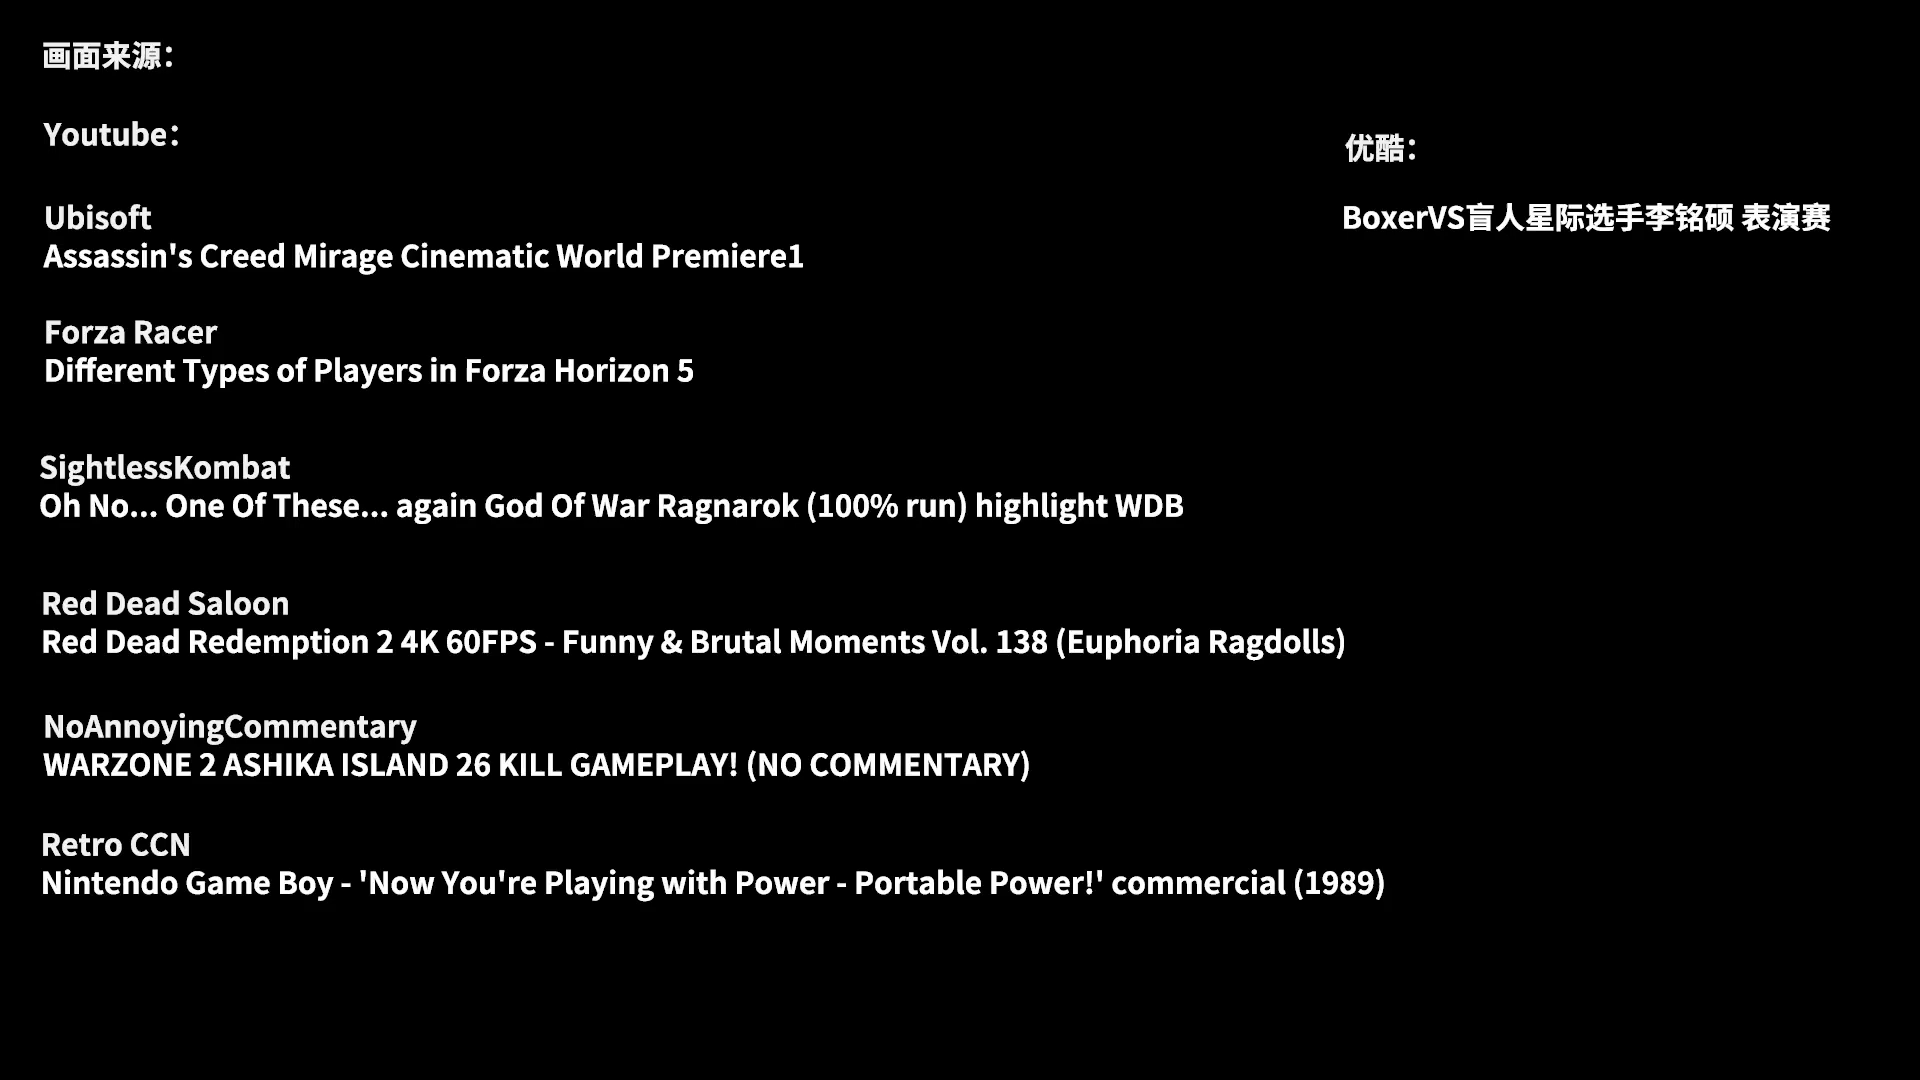 画面来源：
Youtube：
Ubisoft
Assassin's Creed Mirage Cinematic World Premiere1
Forza Racer
Different Types of Players in Forza Horizon 5
SightlessKombat
Oh No... One Of These... again God Of War Ragnarok (100% run) highlight WDB
Red Dead Saloon
Red Dead Redemption 2 4K 60FPS - Funny & Brutal Moments Vol. 138 (Euphoria Ragdolls)
NoAnnoyingCommentary
WARZONE 2 ASHIKA ISLAND 26 KILL GAMEPLAY! (NO COMMENTARY)
Retro CCN
Nintendo Game Boy - 'Now You're Playing with Power - Portable Power!' commercial (1989)
优酷：
BoxerVS盲人星际选手李铭硕 表演赛